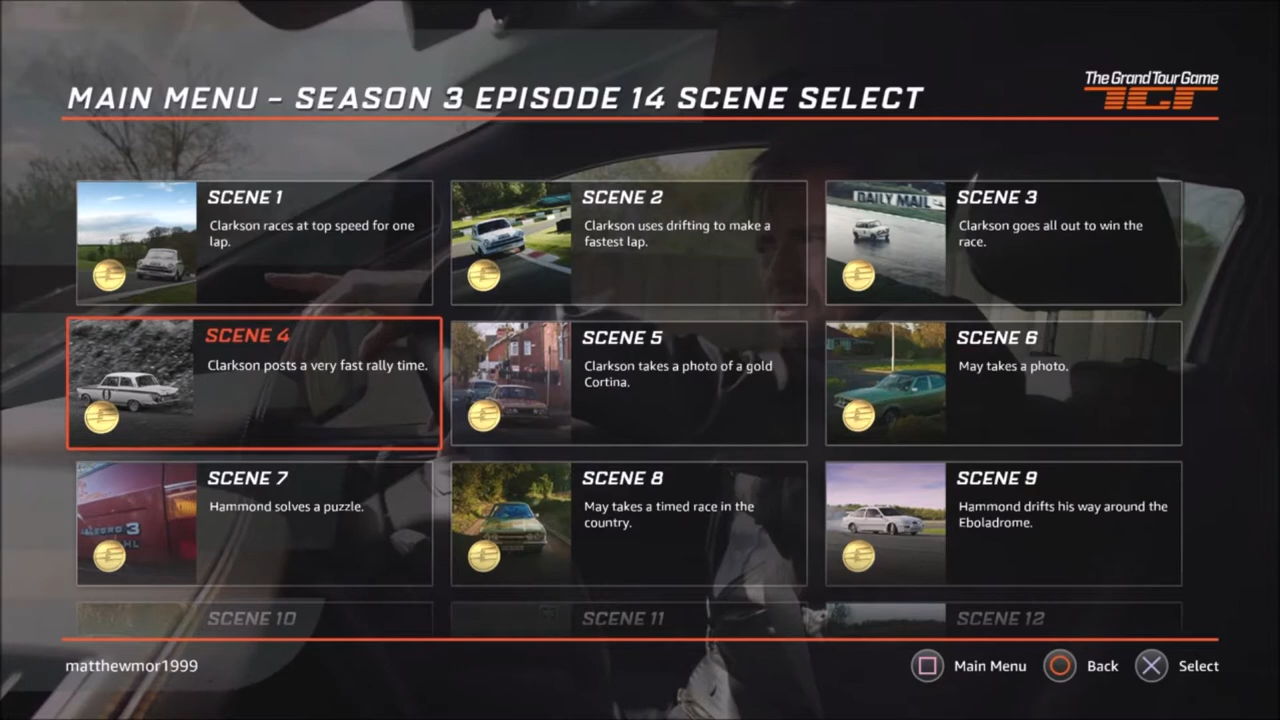 The Grand Tour Game
TGT
MAIN MENU - SEASON 3 EPISODE 14 SCENE SELECT
SCENE 1
Clarkson races at top speed for one
lap.
SCENE 2
Clarkson uses drifting to make a
fastest lap.
DAILY MAIL
SCENE 3
Clarkson goes all out to win the
race.
SCENE 4
Clarkson posts a very fast rally time.
SCENE 5
Clarkson takes a photo of a gold
Cortina.
SCENE 6
May takes a photo.
3
HL
SCENE 7
Hammond solves a puzzle.
SCENE 8
May takes a timed race in the
country.
SCENE 9
Hammond drifts his way around the
Eboladrome.
SCENE 10
SCENE 11
SCENE 12
matthewmor1999
Main Menu
Back
Select